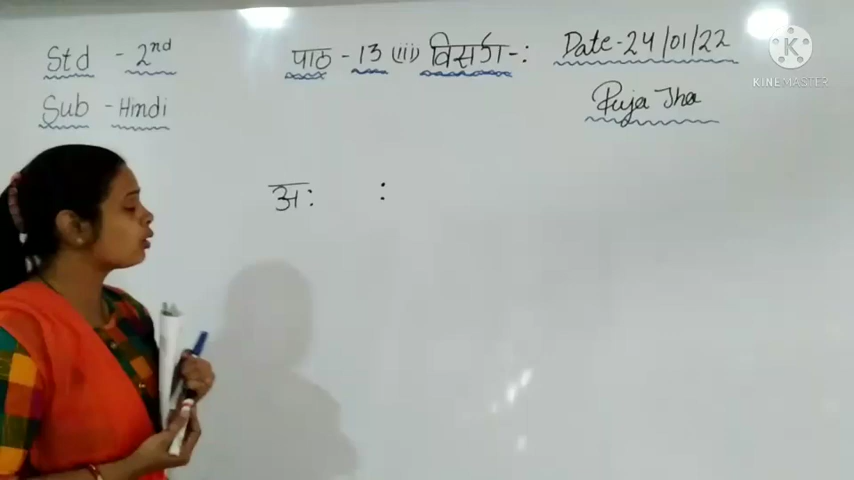 Std - 2nd पाठ - 13 (ii) विसर्ग -: Date - 24/01/22
Sub - Hindi Puja Jha
अः :
KINEMASTER